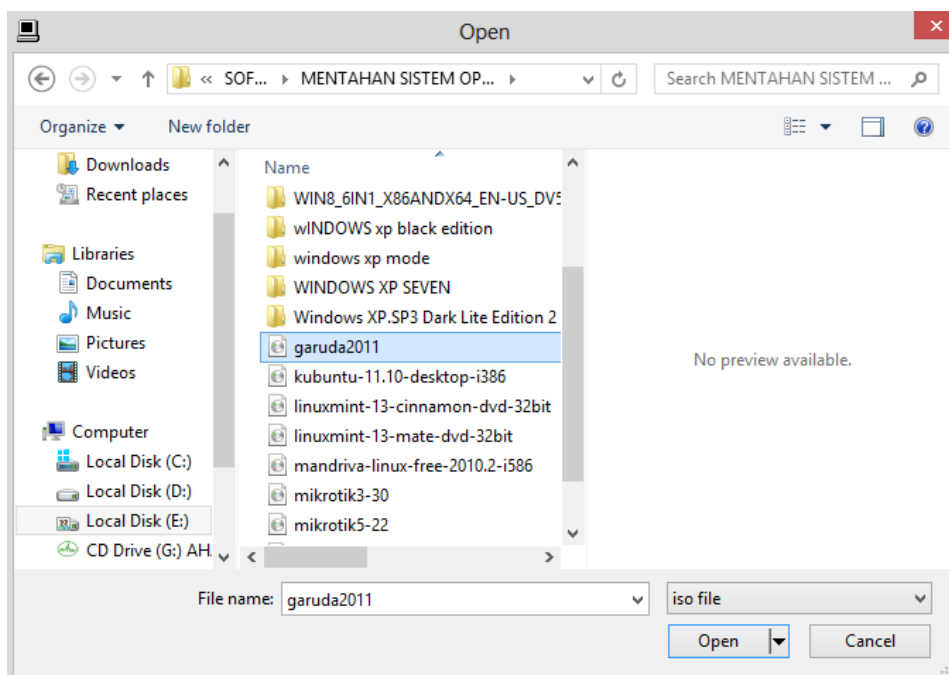 Open
« SOF... MENTAHAN SISTEM OP...
Search MENTAHAN SISTEM ...
Organize
New folder
Downloads
Recent places
Libraries
Documents
Music
Pictures
Videos
Computer
Local Disk (C:)
Local Disk (D:)
Local Disk (E:)
CD Drive (G:) AH
Name
WIN8_6IN1_X86ANDX64_EN-US_DV5
wINDOWS xp black edition
windows xp mode
WINDOWS XP SEVEN
Windows XP.SP3 Dark Lite Edition 2
garuda2011
kubuntu-11.10-desktop-i386
linuxmint-13-cinnamon-dvd-32bit
linuxmint-13-mate-dvd-32bit
mandriva-linux-free-2010.2-i586
mikrotik3-30
mikrotik5-22
No preview available.
File name: garuda2011
iso file
Open
Cancel